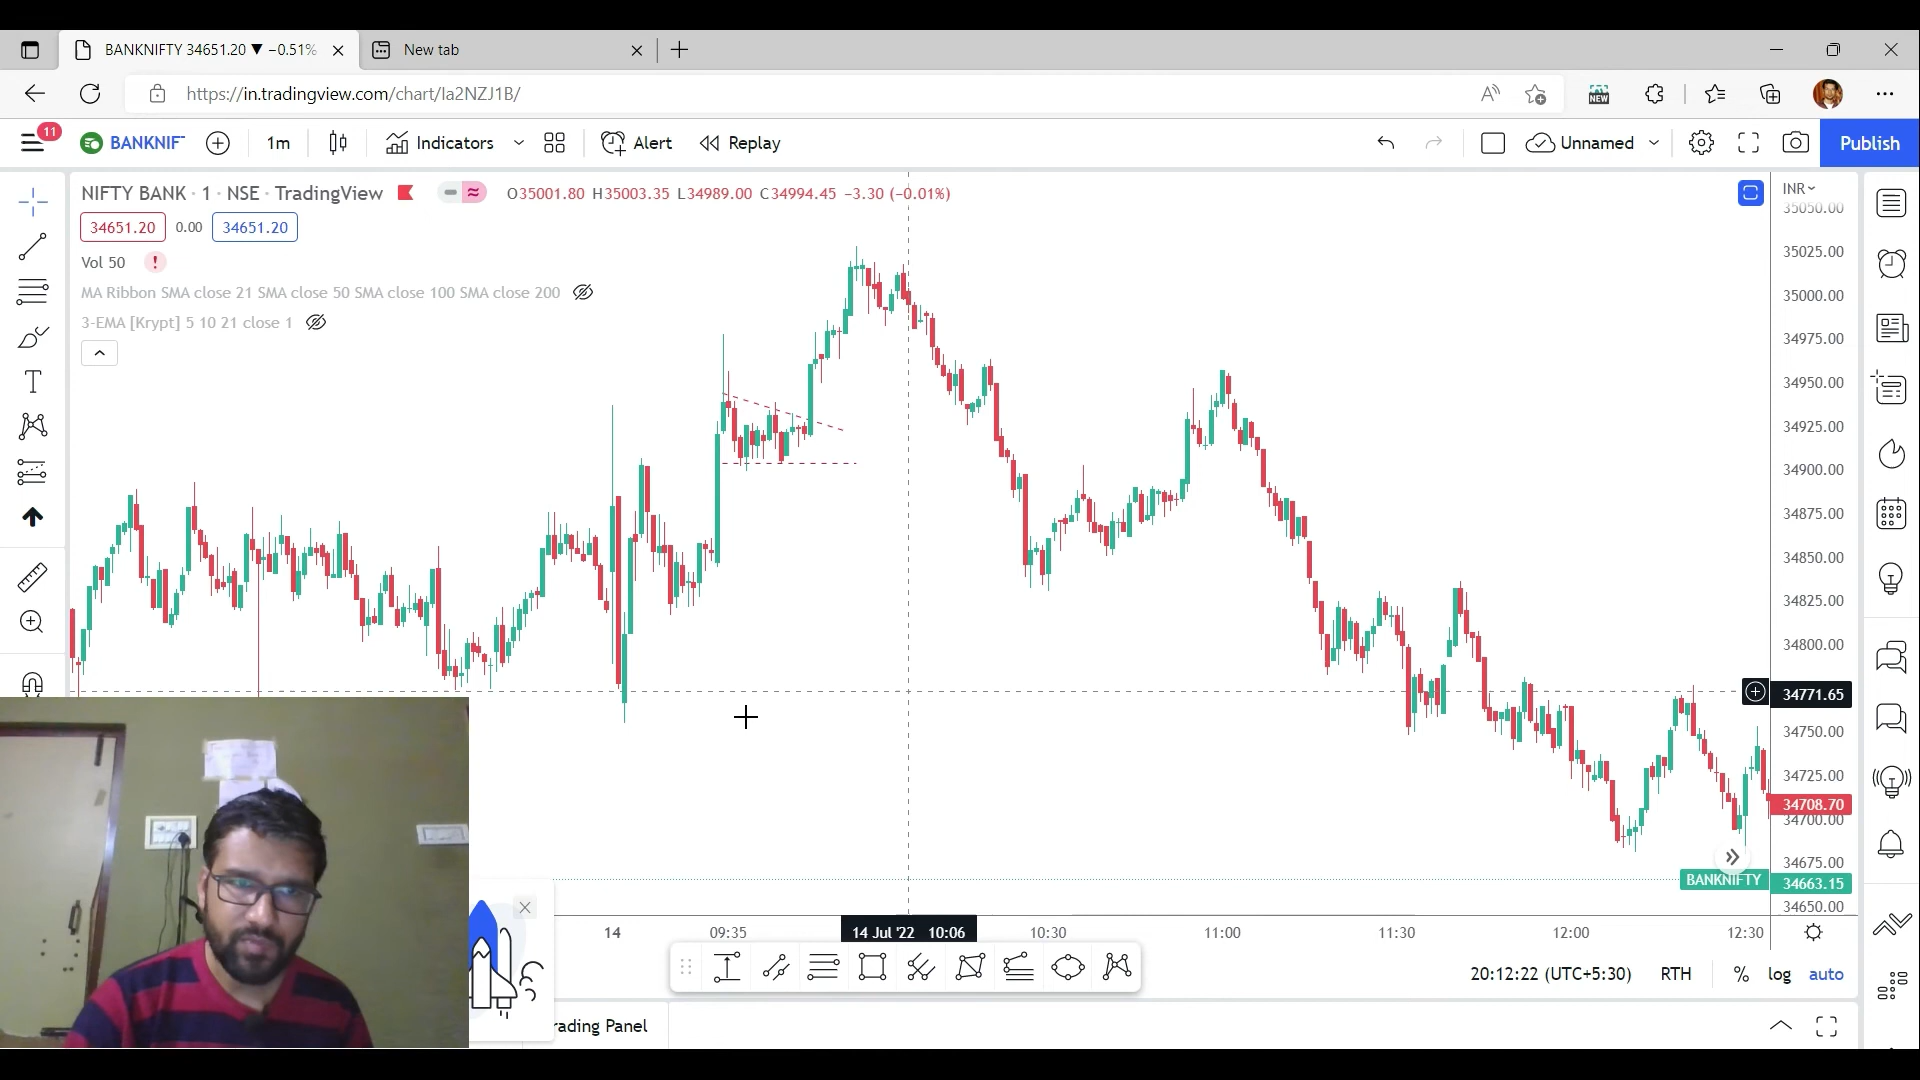 BANKNIFTY 34651.20 ▼ −0.51%
New tab
https://in.tradingview.com/chart/Ia2NZJ1B/
NEW
11
BANKNIF
1m
Indicators
Alert
Replay
Unnamed
Publish
NIFTY BANK · 1 · NSE · TradingView
O35001.80 H35003.35 L34989.00 C34994.45 −3.30 (−0.01%)
INR
34651.20
0.00
34651.20
Vol 50
MA Ribbon SMA close 21 SMA close 50 SMA close 100 SMA close 200
3-EMA [Krypt] 5 10 21 close 1
35050.00
35025.00
35000.00
34975.00
34950.00
34925.00
34900.00
34875.00
34850.00
34825.00
34800.00
34771.65
34750.00
34725.00
34708.70
34700.00
34675.00
BANKNIFTY
34663.15
34650.00
14
09:35
14 Jul '22 10:06
10:30
11:00
11:30
12:00
12:30
20:12:22 (UTC+5:30)
RTH
%
log
auto
rading Panel